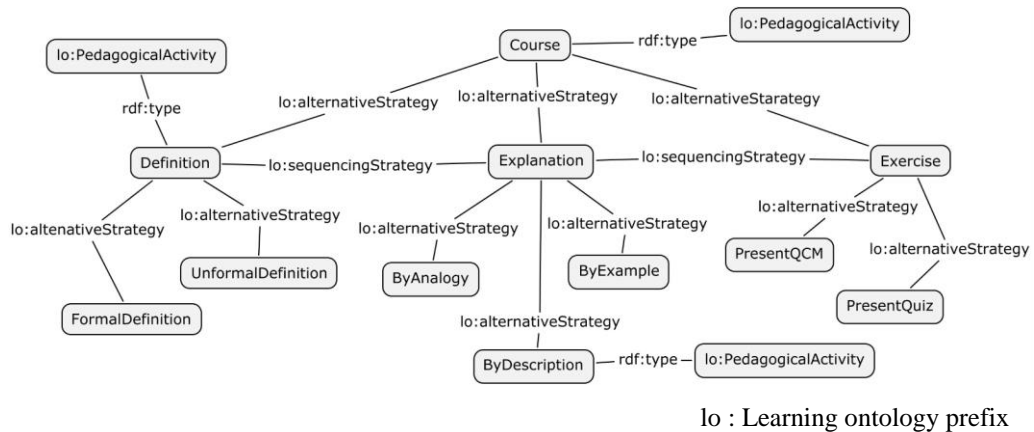 lo:PedagogicalActivity
Course
rdf:type
lo:PedagogicalActivity
rdf:type
lo:alternativeStrategy
lo:alternativeStrategy
lo:alternativeStarategy
Definition
lo:sequencingStrategy
Explanation
lo:sequencingStrategy
Exercise
lo:altenativeStrategy
lo:alternativeStrategy
lo:alternativeStrategy
lo:alternativeStrategy
lo:alternativeStrategy
lo:alternativeStrategy
UnformalDefinition
ByAnalogy
ByExample
PresentQCM
FormalDefinition
PresentQuiz
lo:alternativeStrategy
ByDescription
rdf:type
lo:PedagogicalActivity
lo : Learning ontology prefix